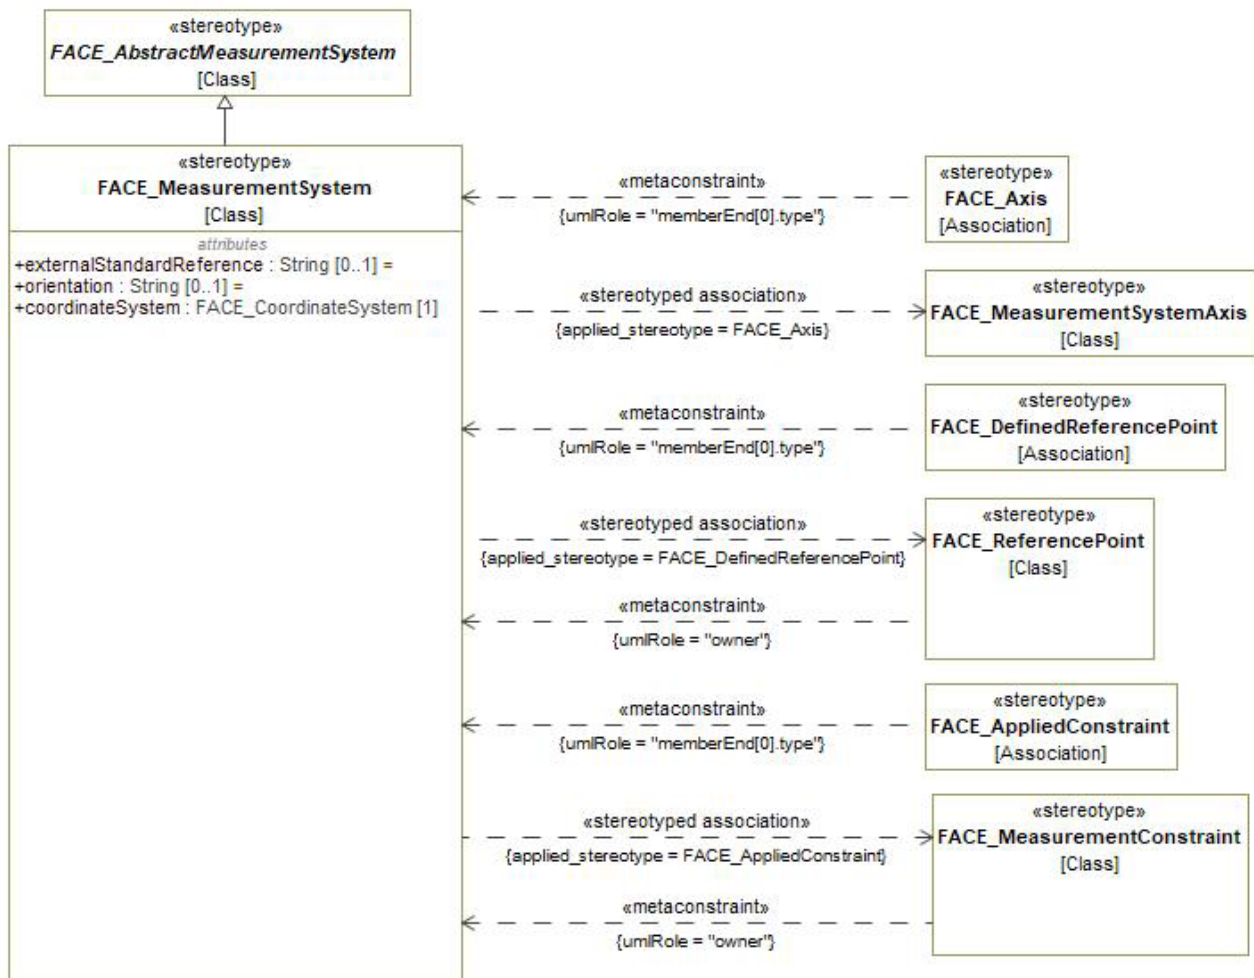 «stereotype»
FACE_AbstractMeasurementSystem
[Class]
«stereotype»
FACE_MeasurementSystem
[Class]
attributes
+externalStandardReference : String [0..1] =
+orientation : String [0..1] =
+coordinateSystem : FACE_CoordinateSystem [1]
«metaconstraint»
{umlRole = "memberEnd[0].type"}
«stereotype»
FACE_Axis
[Association]
«stereotyped association»
{applied_stereotype = FACE_Axis}
«stereotype»
FACE_MeasurementSystemAxis
[Class]
«metaconstraint»
{umlRole = "memberEnd[0].type"}
«stereotype»
FACE_DefinedReferencePoint
[Association]
«stereotyped association»
{applied_stereotype = FACE_DefinedReferencePoint}
«stereotype»
FACE_ReferencePoint
[Class]
«metaconstraint»
{umlRole = "owner"}
«metaconstraint»
{umlRole = "memberEnd[0].type"}
«stereotype»
FACE_AppliedConstraint
[Association]
«stereotyped association»
{applied_stereotype = FACE_AppliedConstraint}
«stereotype»
FACE_MeasurementConstraint
[Class]
«metaconstraint»
{umlRole = "owner"}